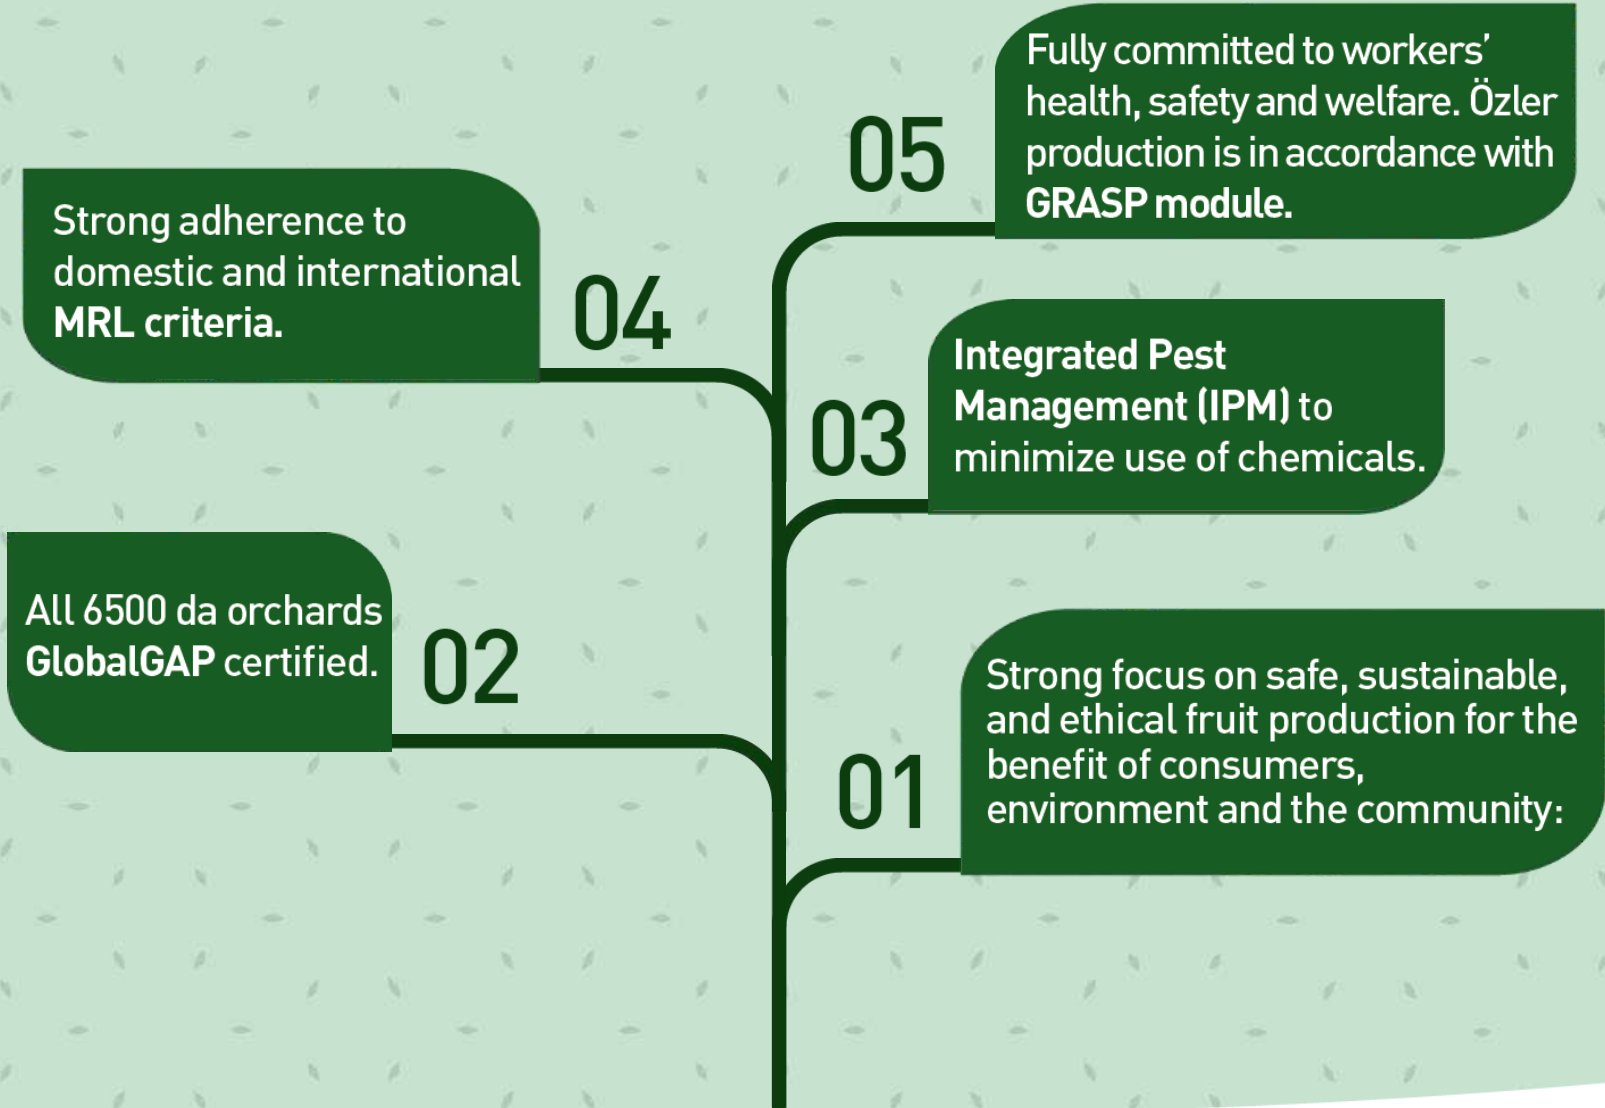 05
Fully committed to workers’
health, safety and welfare. Özler
production is in accordance with
GRASP module.
04
Strong adherence to
domestic and international
MRL criteria.
03
Integrated Pest
Management (IPM) to
minimize use of chemicals.
02
All 6500 da orchards
GlobalGAP certified.
01
Strong focus on safe, sustainable,
and ethical fruit production for the
benefit of consumers,
environment and the community: